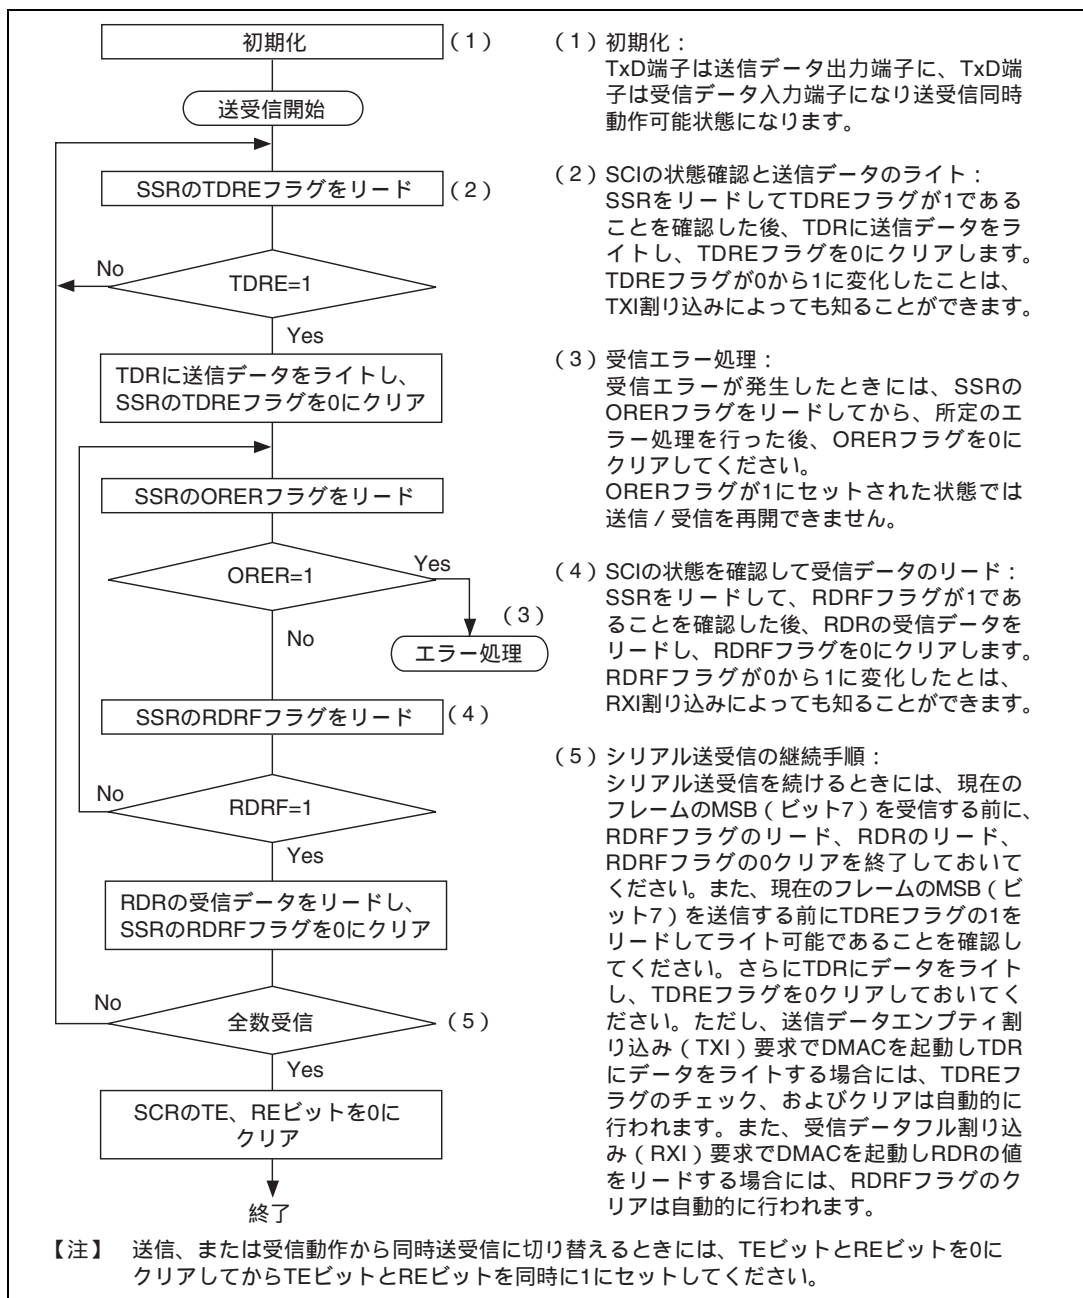 初期化
(1)
送受信開始
SSRのTDREフラグをリード
(2)
No
TDRE=1
Yes
TDRに送信データをライトし、
SSRのTDREフラグを0にクリア
SSRのORERフラグをリード
ORER=1
Yes
No
(3)
エラー処理
SSRのRDRFフラグをリード
(4)
No
RDRF=1
Yes
RDRの受信データをリードし、
SSRのRDRFフラグを0にクリア
No
全数受信
(5)
Yes
SCRのTE、REビットを0に
クリア
終了
(1)初期化:
TxD端子は送信データ出力端子に、TxD端
子は受信データ入力端子になり送受信同時
動作可能状態になります。
(2)SCIの状態確認と送信データのライト:
SSRをリードしてTDREフラグが1である
ことを確認した後、TDRに送信データをラ
イトし、TDREフラグを0にクリアします。
TDREフラグが0から1に変化したことは、
TXI割り込みによっても知ることができます。
(3)受信エラー処理:
受信エラーが発生したときには、SSRの
ORERフラグをリードしてから、所定のエ
ラー処理を行った後、ORERフラグを0に
クリアしてください。
ORERフラグが1にセットされた状態では
送信/受信を再開できません。
(4)SCIの状態を確認して受信データのリード:
SSRをリードして、RDRFフラグが1であ
ることを確認した後、RDRの受信データを
リードし、RDRFフラグを0にクリアします。
RDRFフラグが0から1に変化したとは、
RXI割り込みによっても知ることができます。
(5)シリアル送受信の継続手順:
シリアル送受信を続けるときには、現在の
フレームのMSB(ビット7)を受信する前に、
RDRFフラグのリード、RDRのリード、
RDRFフラグの0クリアを終了しておいて
ください。また、現在のフレームのMSB(ビ
ット7)を送信する前にTDREフラグの1を
リードしてライト可能であることを確認し
てください。さらにTDRにデータをライト
し、TDREフラグを0クリアしておいてく
ださい。ただし、送信データエンプティ割
り込み(TXI)要求でDMACを起動しTDR
にデータをライトする場合には、TDREフ
ラグのチェック、およびクリアは自動的に
行われます。また、受信データフル割り込
み(RXI)要求でDMACを起動しRDRの値
をリードする場合には、RDRFフラグのク
リアは自動的に行われます。
【注】 送信、または受信動作から同時送受信に切り替えるときには、TEビットとREビットを0に
クリアしてからTEビットとREビットを同時に1にセットしてください。